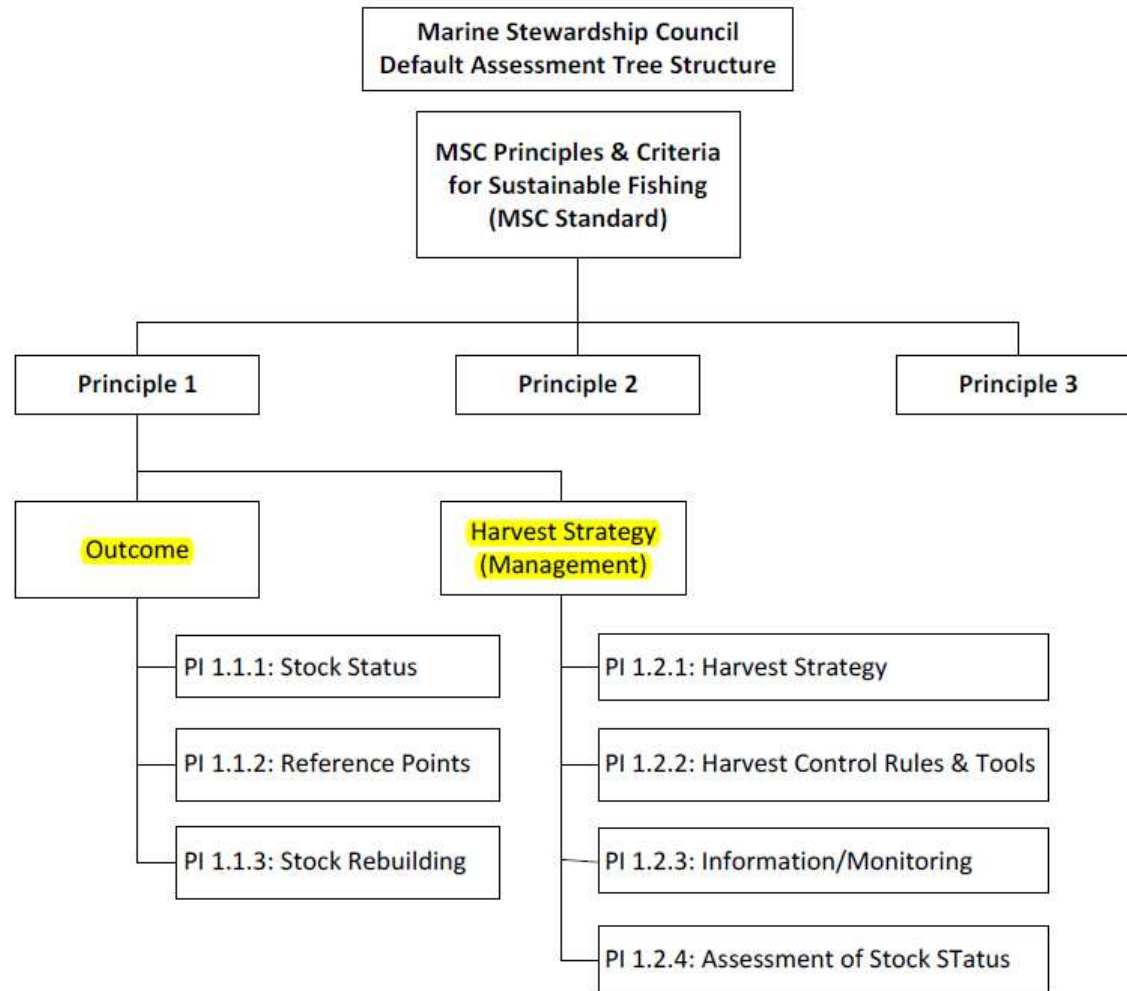 Marine Stewardship Council
Default Assessment Tree Structure
MSC Principles & Criteria
for Sustainable Fishing
(MSC Standard)
Principle 1
Principle 2
Principle 3
Outcome
Harvest Strategy
(Management)
PI 1.1.1: Stock Status
PI 1.1.2: Reference Points
PI 1.1.3: Stock Rebuilding
PI 1.2.1: Harvest Strategy
PI 1.2.2: Harvest Control Rules & Tools
PI 1.2.3: Information/Monitoring
PI 1.2.4: Assessment of Stock STatus